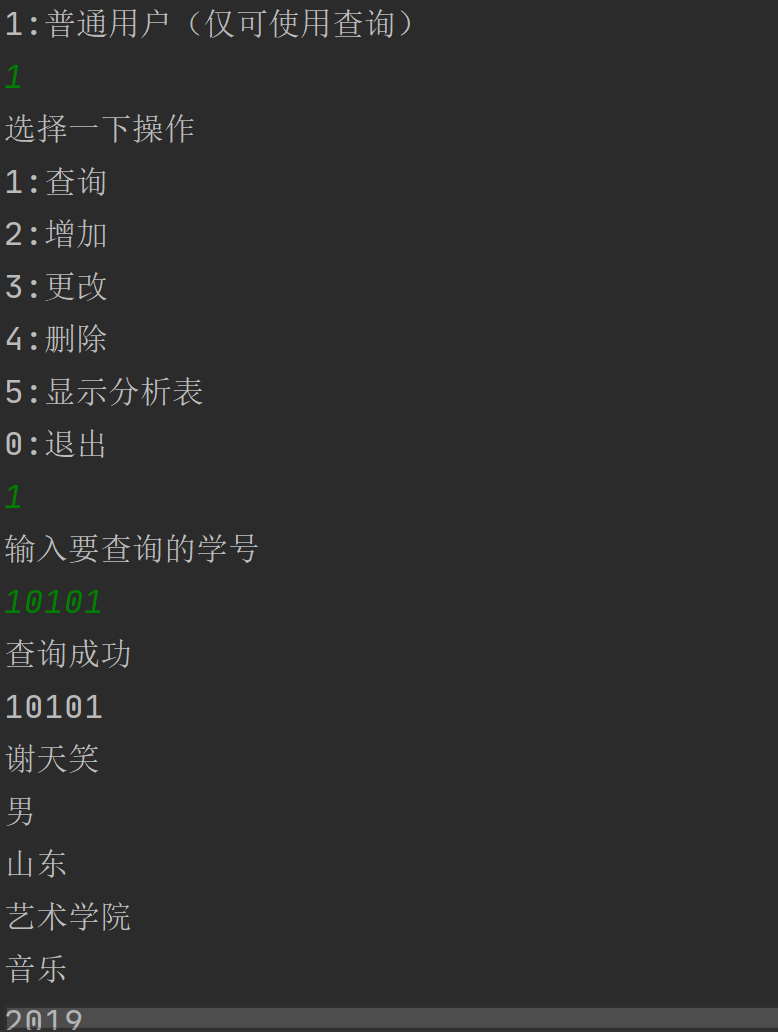 1:普通用户（仅可使用查询）
1
选择一下操作
1:查询
2:增加
3:更改
4:删除
5:显示分析表
0:退出
1
输入要查询的学号
10101
查询成功
10101
谢天笑
男
山东
艺术学院
音乐
2019